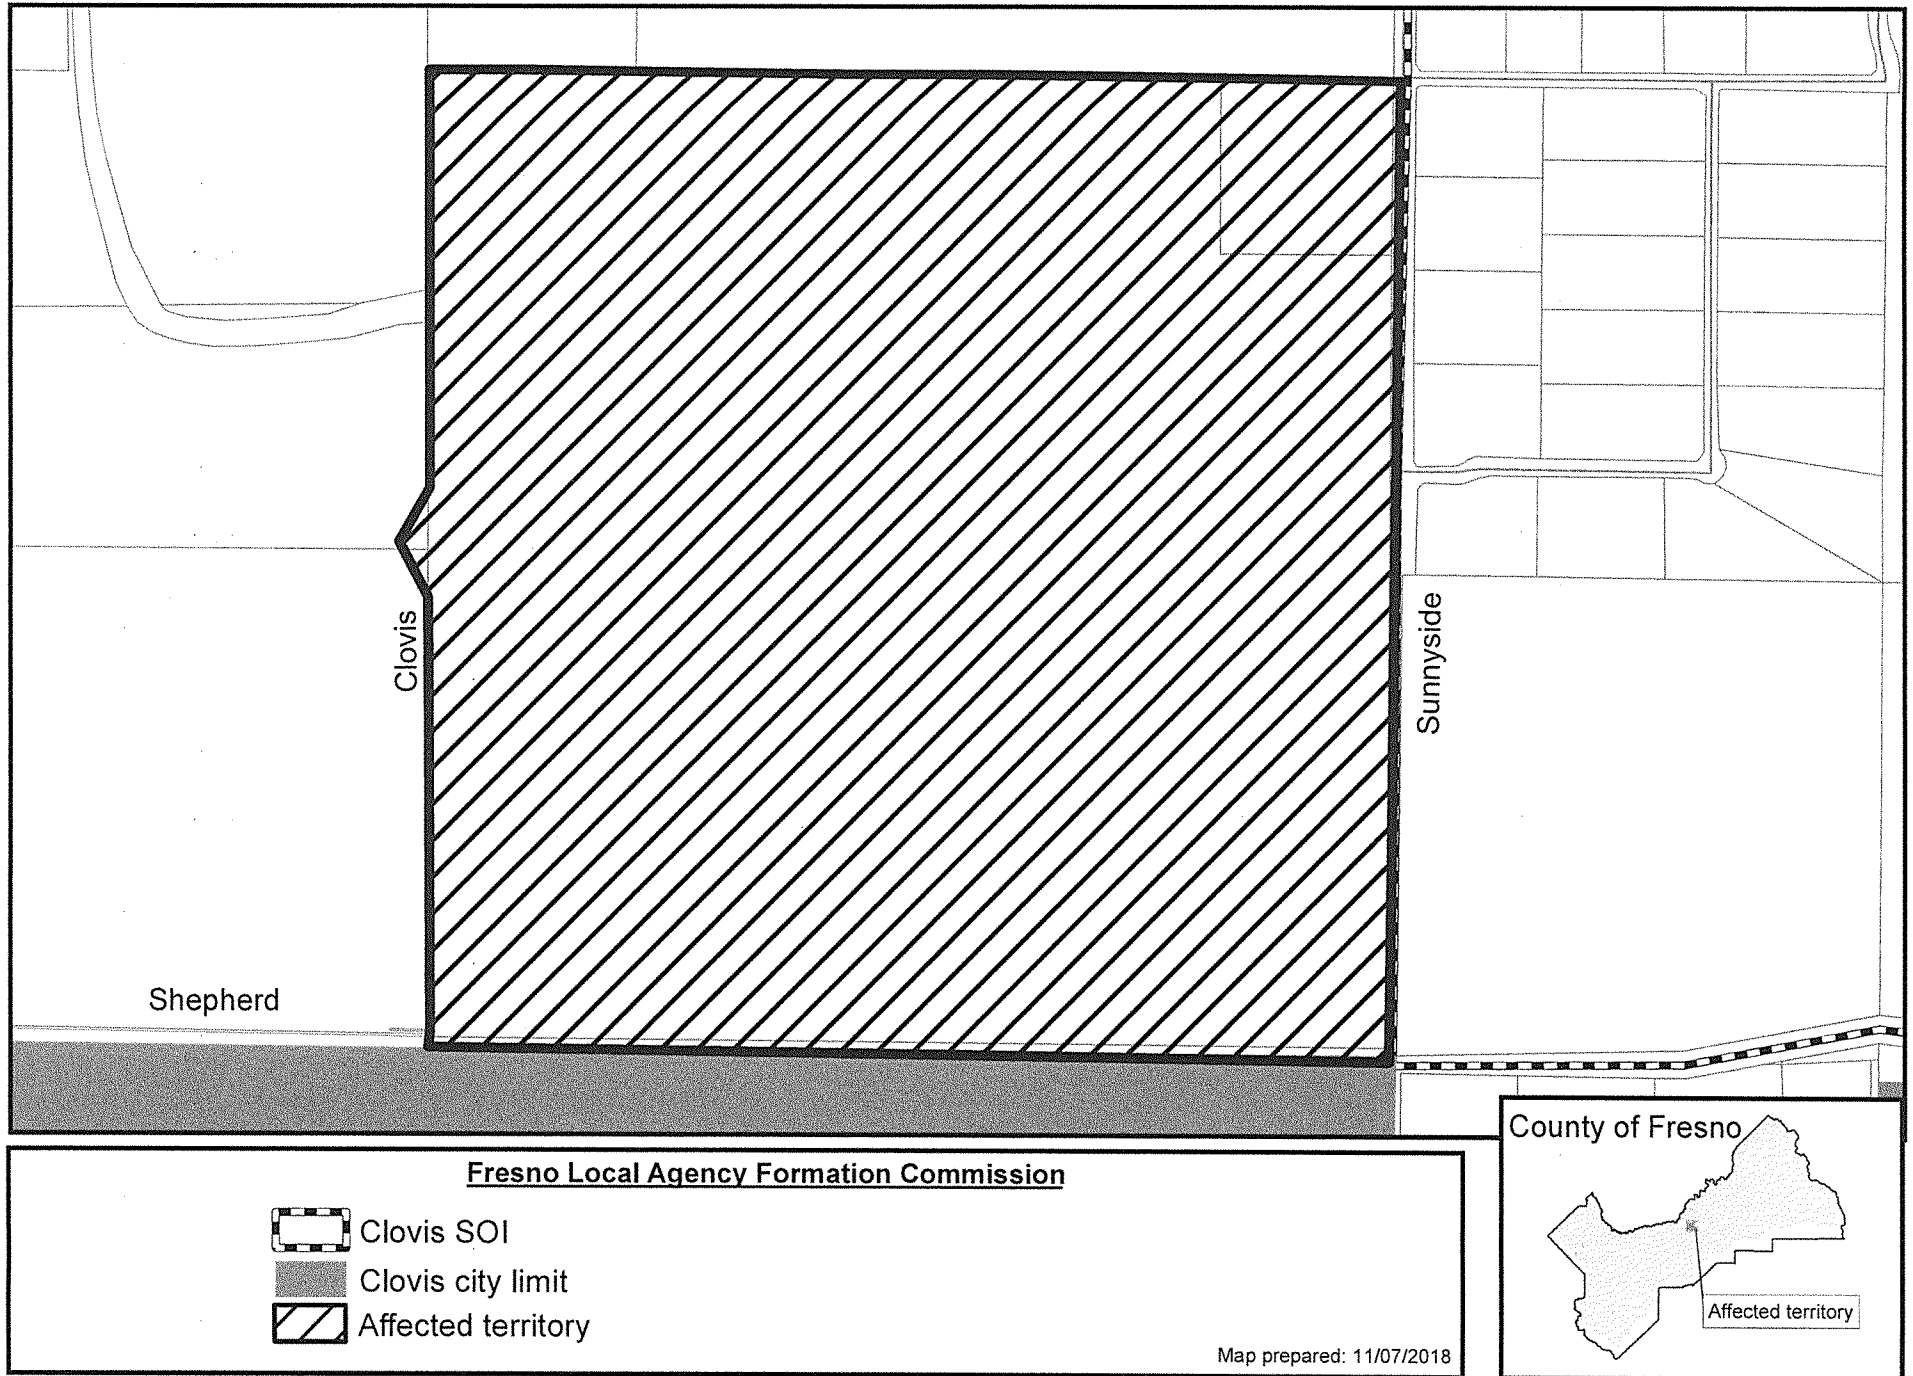 Clovis
Sunnyside
Shepherd
County of Fresno
Affected territory
Fresno Local Agency Formation Commission
Clovis SOI
Clovis city limit
Affected territory
Map prepared: 11/07/2018